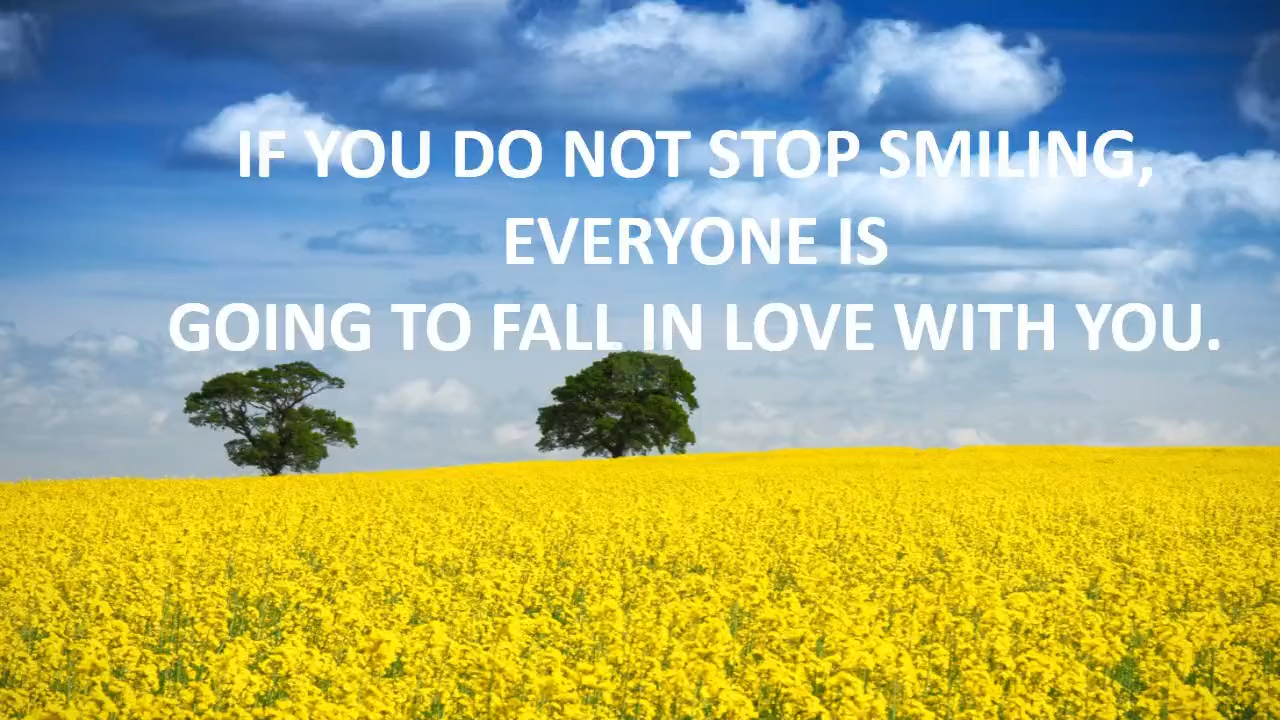 IF YOU DO NOT STOP SMILING,
EVERYONE IS
GOING TO FALL IN LOVE WITH YOU.